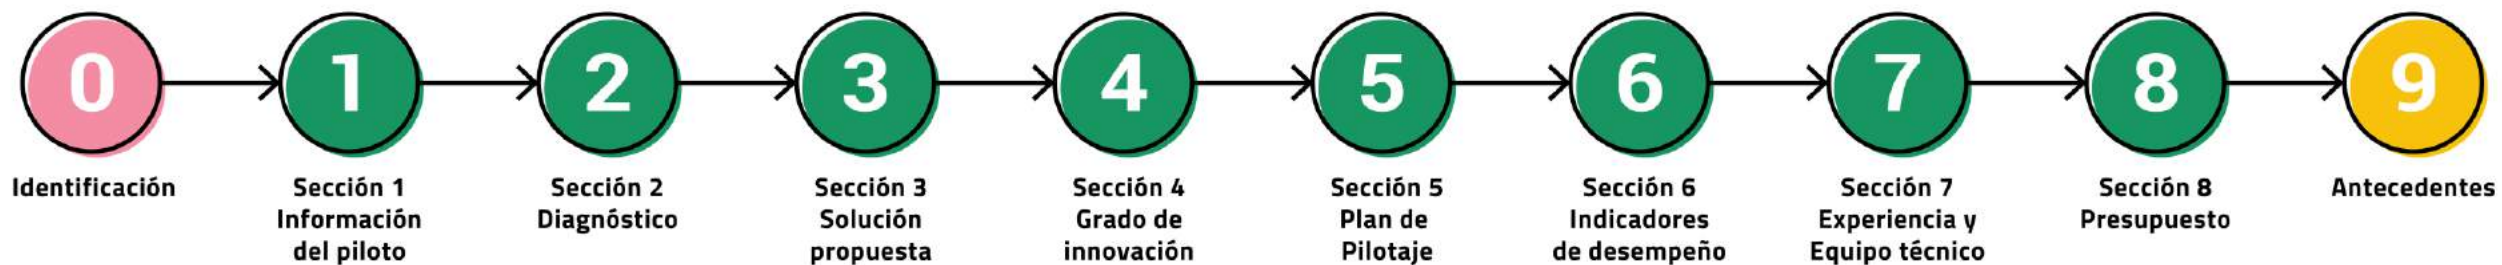 0
1
2
3
4
5
6
7
8
9
Identificación
Sección 1
Información
del piloto
Sección 2
Diagnóstico
Sección 3
Solución
propuesta
Sección 4
Grado de
innovación
Sección 5
Plan de
Pilotaje
Sección 6
Indicadores
de desempeño
Sección 7
Experiencia y
Equipo técnico
Sección 8
Presupuesto
Antecedentes